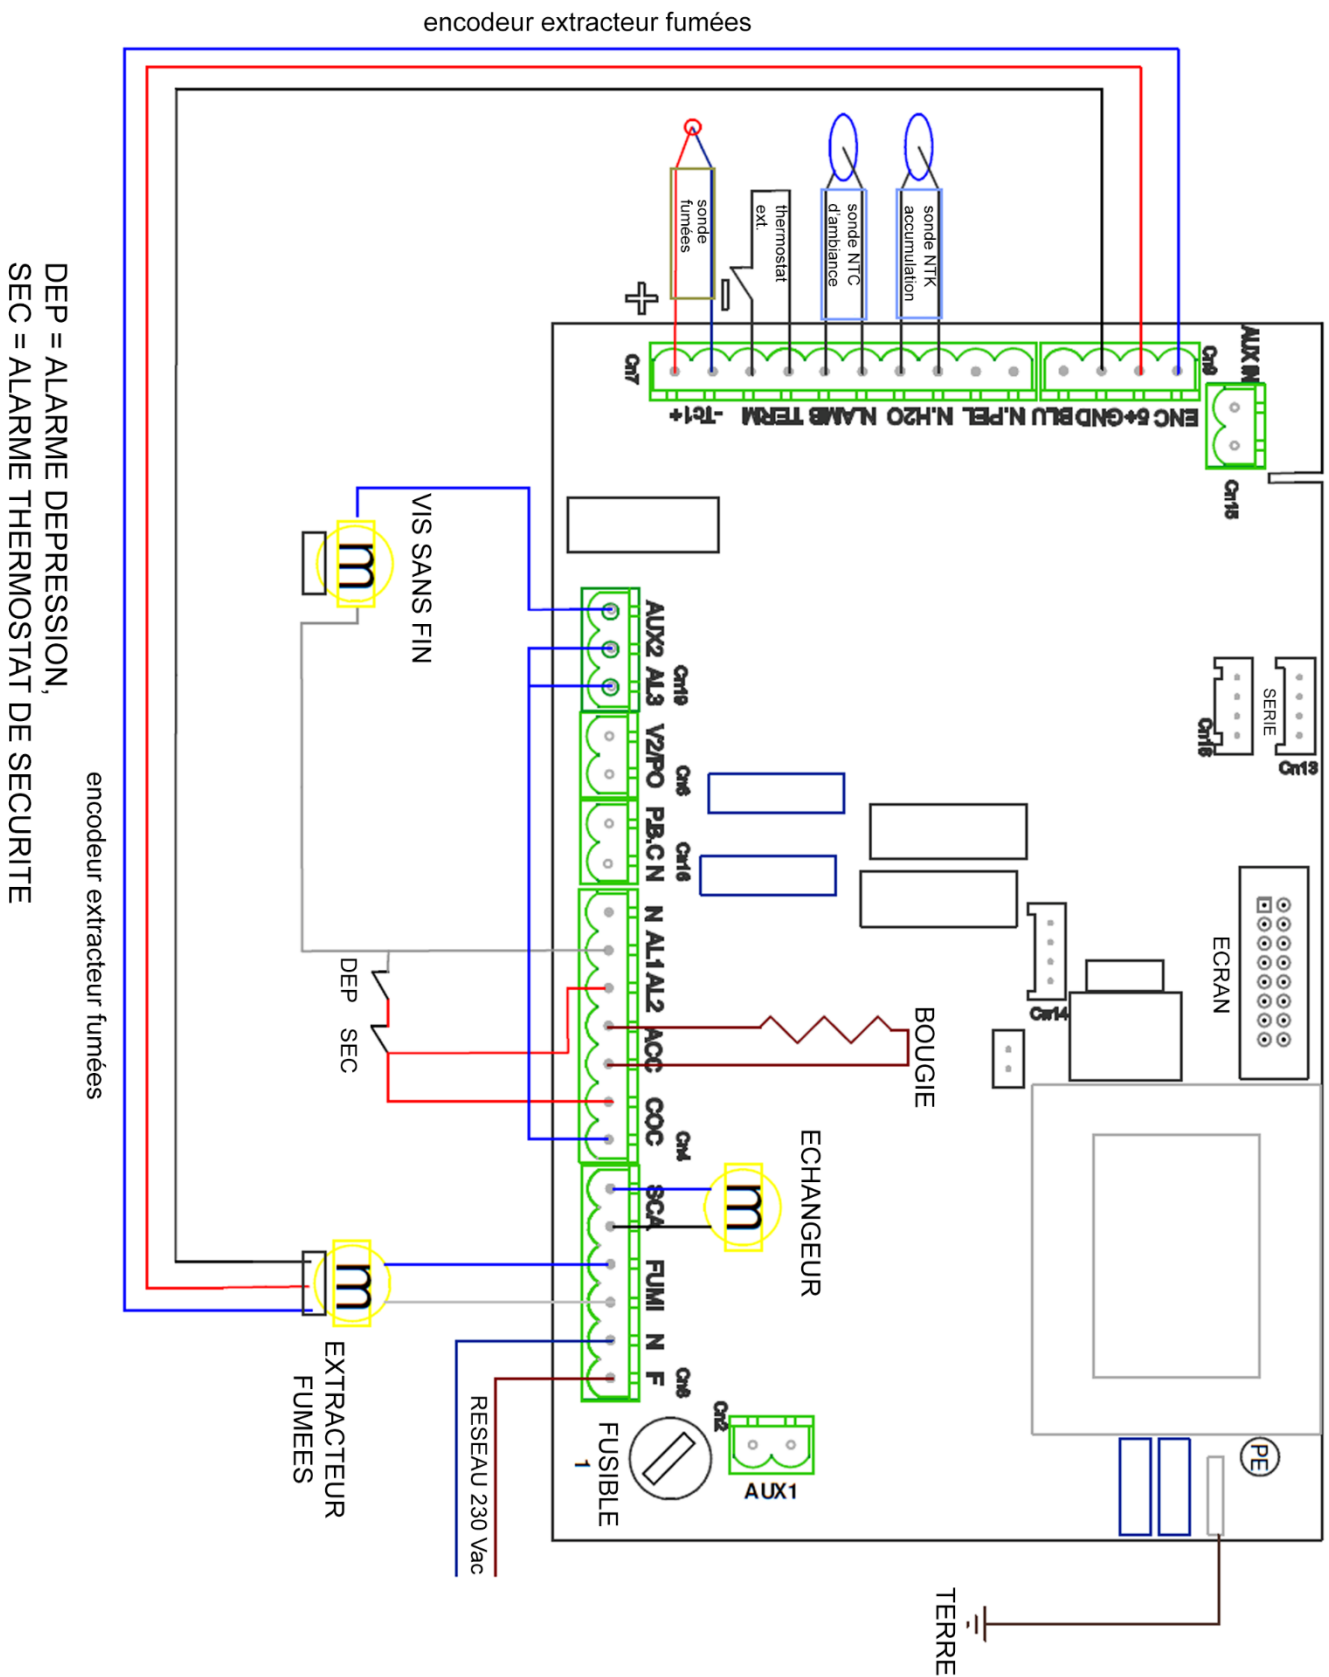 encodeur extracteur fumées
sonde
fumées
thermostat
ext.
sonde NTC
d'ambiance
sonde NTK
accumulation
Cn7
+Tc1-
TERM
N.AMB
N.H2O
N.PEL
BLU
GND
+5
ENC
Cn9
AUX IN
Cn15
DEP = ALARME DEPRESSION,
SEC = ALARME THERMOSTAT DE SECURITE
encodeur extracteur fumées
VIS SANS FIN
m
AUX2
AL3
Cn19
V2/PO
Cn6
P.B.C N
Cn16
N
AL1
AL2
ACC
COC
Cn4
SCA
FUMI
N
F
Cn8
SERIE
Cn18
Cn13
ECRAN
Cn14
BOUGIE
DEP
SEC
ECHANGEUR
m
m
EXTRACTEUR
FUMEES
RESEAU 230 Vac
FUSIBLE
1
Cn2
AUX1
PE
TERRE